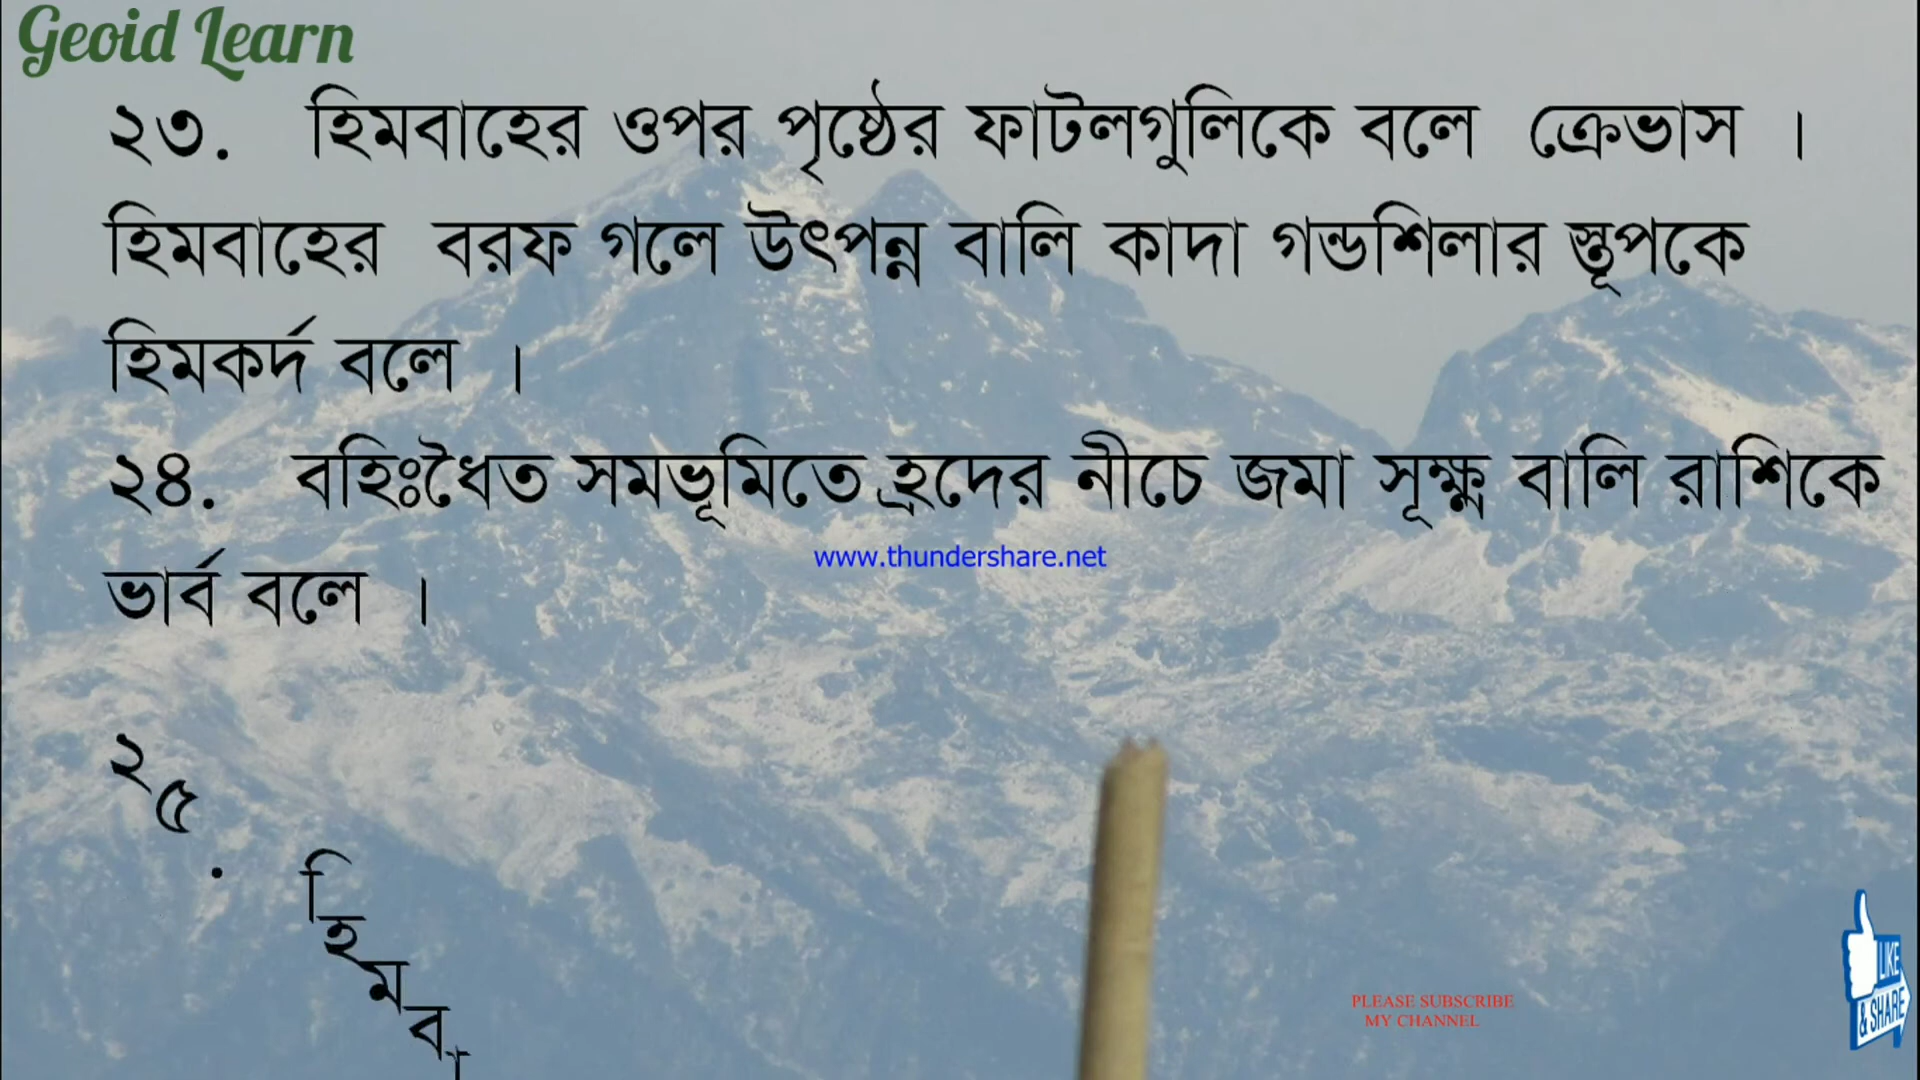 Geoid Learn
২৩. হিমবাহের ওপর পৃষ্ঠের ফাটলগুলিকে বলে ক্রেভাস ।
হিমবাহের বরফ গলে উৎপন্ন বালি কাদা গন্ডশিলার স্তূপকে
হিমকর্দ বলে ।
২৪. বহিঃধৈত সমভূমিতে হ্রদের নীচে জমা সূক্ষ্ম বালি রাশিকে
ভার্ব বলে ।
www.thundershare.net
২৫. হিমবা
PLEASE SUBSCRIBE
MY CHANNEL
LIKE
& SHARE